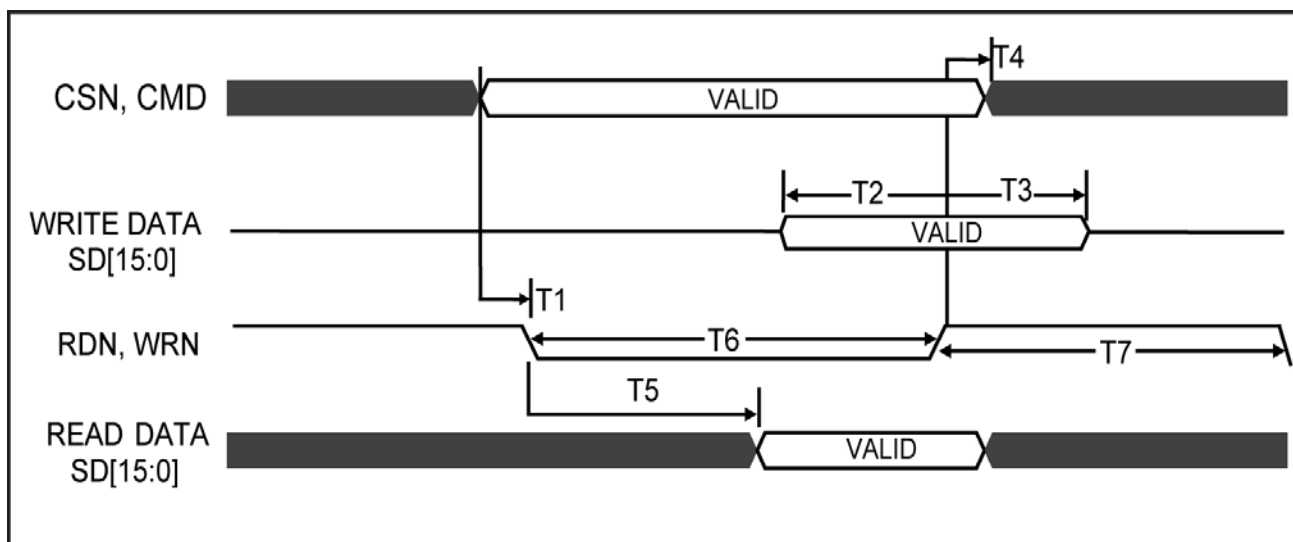 T4
CSN, CMD
VALID
T2
T3
WRITE DATA
SD[15:0]
VALID
T1
RDN, WRN
T6
T7
T5
READ DATA
SD[15:0]
VALID